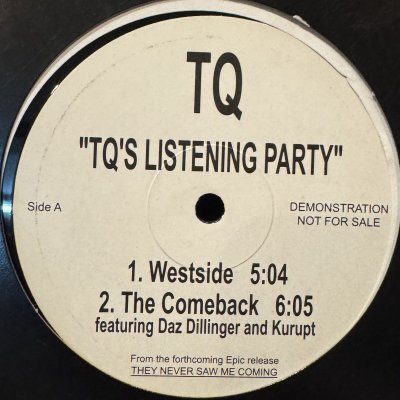 TQ
"TQ'S LISTENING PARTY"
Side A
DEMONSTRATION
NOT FOR SALE
1. Westside 5:04
2. The Comeback 6:05
featuring Daz Dillinger and Kurupt
From the forthcoming Epic release
THEY NEVER SAW ME COMING